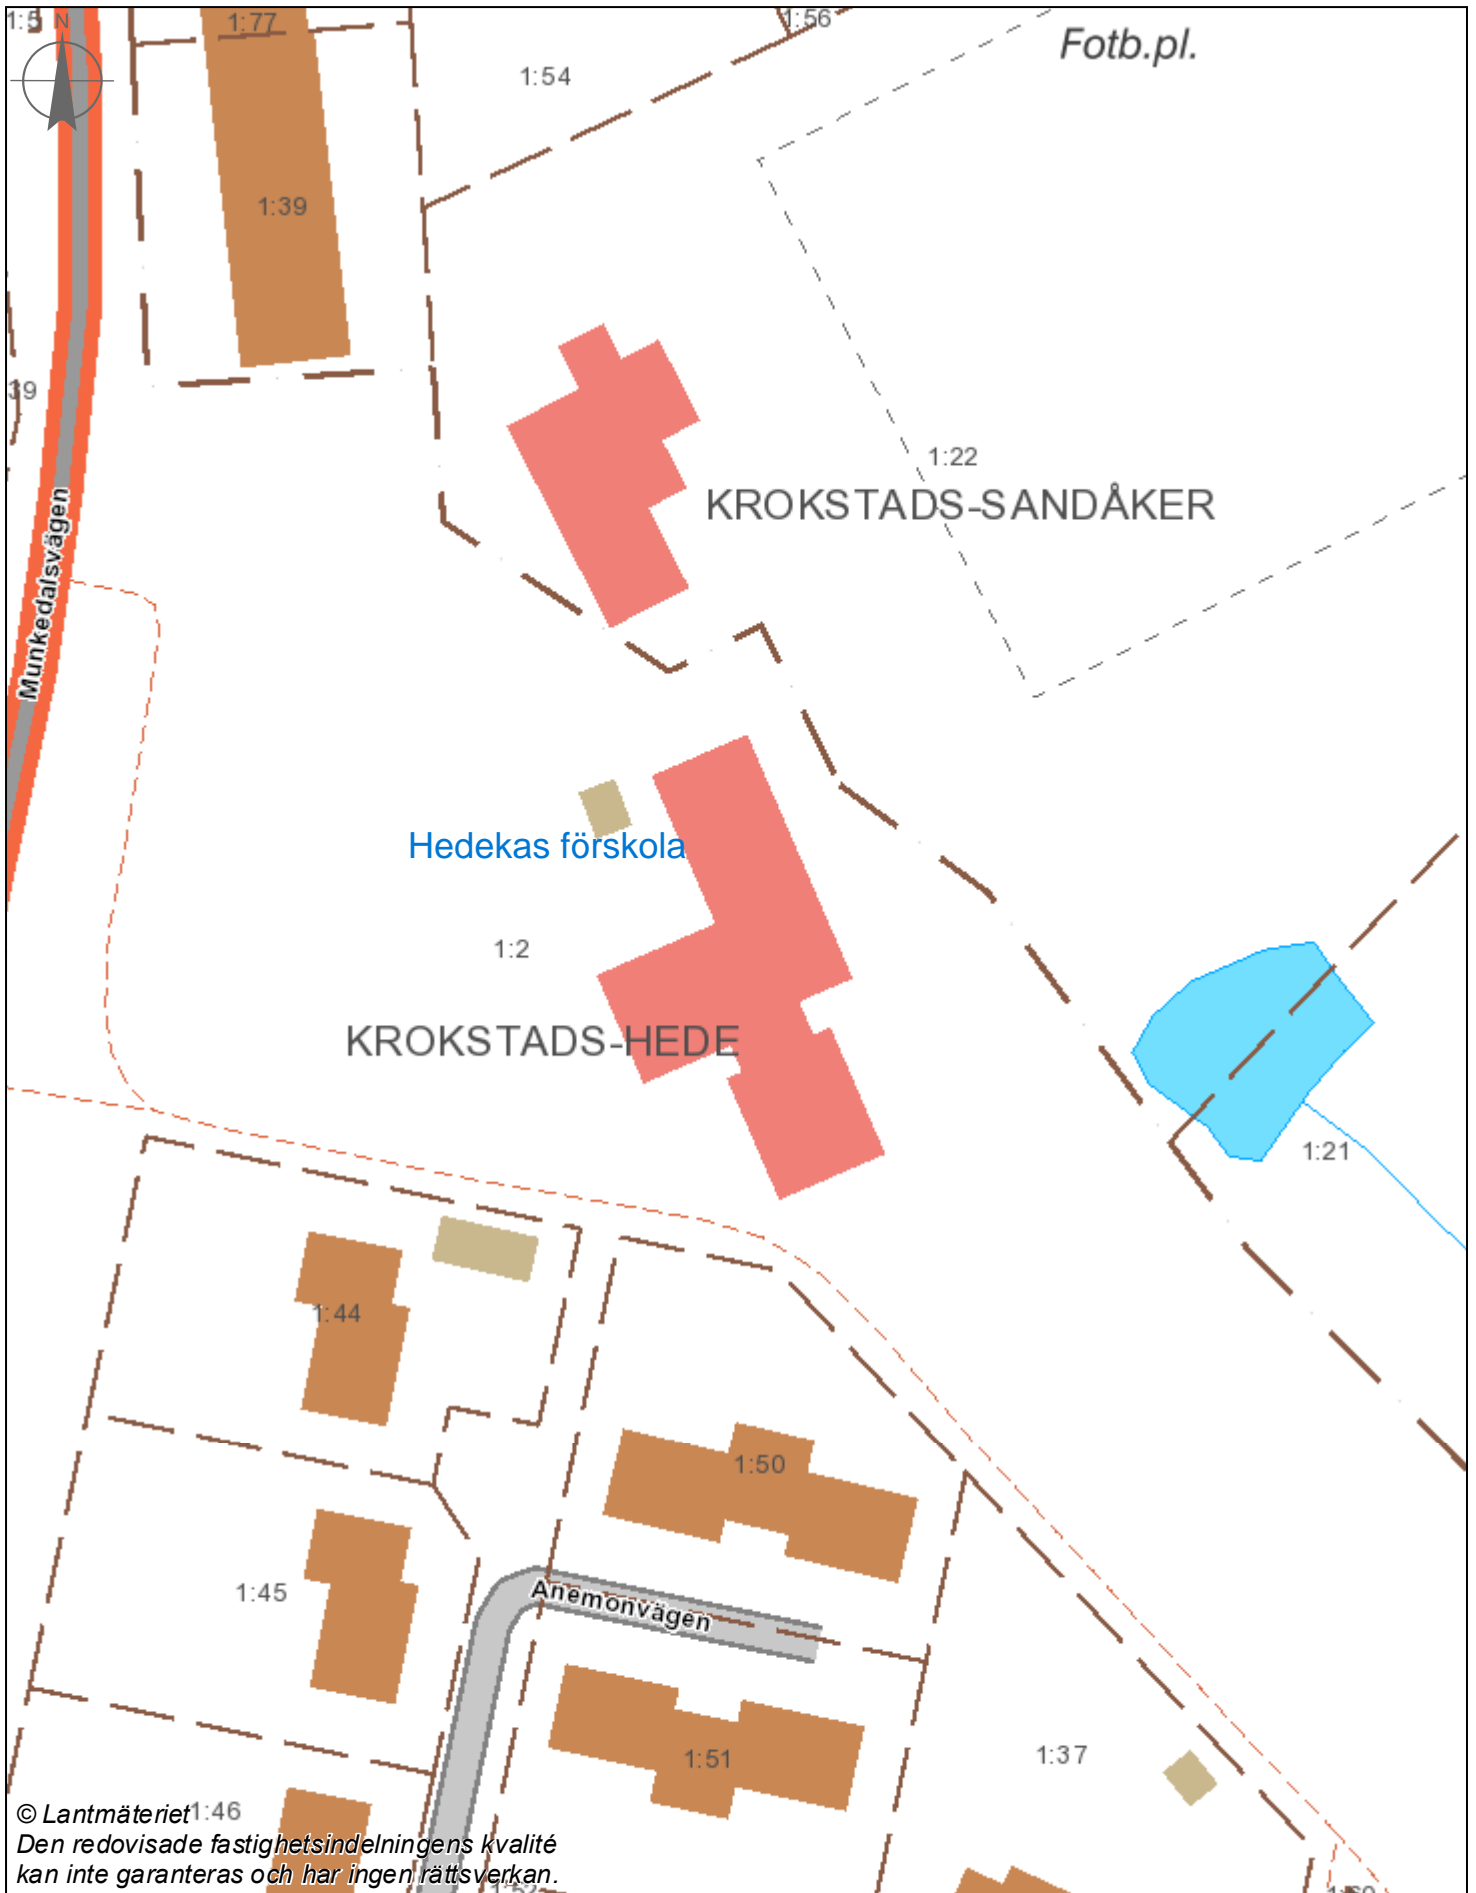 N
1:77
1:56
Fotb.pl.
1:54
1:39
39
1:22
KROKSTADS-SANDÅKER
Munkedalsvägen
Hedekas förskola
1:2
KROKSTADS-HEDE
1:21
1:44
1:50
1:45
Anemonvägen
1:51
1:37
1:46
© Lantmäteriet
Den redovisade fastighetsindelningens kvalité
kan inte garanteras och har ingen rättsverkan.